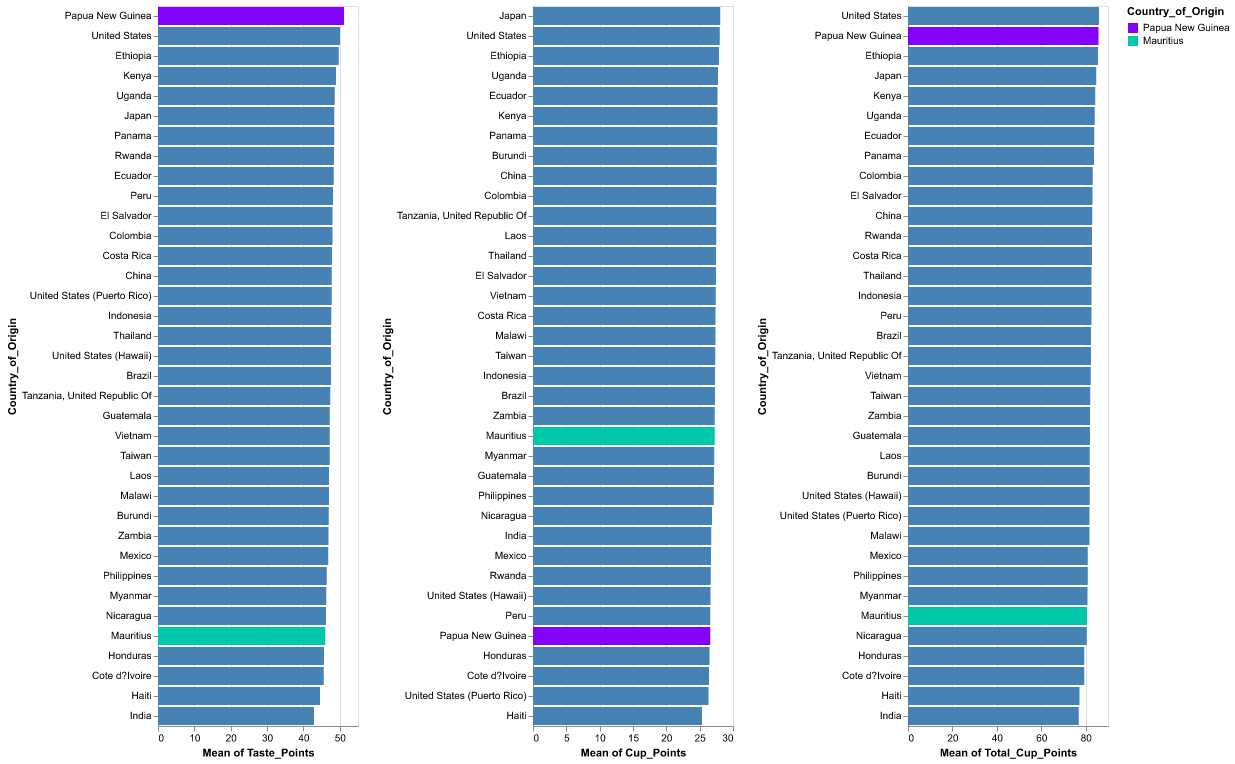 Country_of_Origin
Papua New Guinea
United States
Ethiopia
Kenya
Uganda
Japan
Panama
Rwanda
Ecuador
Peru
El Salvador
Colombia
Costa Rica
China
United States (Puerto Rico)
Indonesia
Thailand
United States (Hawaii)
Brazil
Tanzania, United Republic Of
Guatemala
Vietnam
Taiwan
Laos
Malawi
Burundi
Zambia
Mexico
Philippines
Myanmar
Nicaragua
Mauritius
Honduras
Cote d?Ivoire
Haiti
India
0 10 20 30 40 50
Mean of Taste_Points
Country_of_Origin
Japan
United States
Ethiopia
Uganda
Ecuador
Kenya
Panama
Burundi
China
Colombia
Tanzania, United Republic Of
Laos
Thailand
El Salvador
Vietnam
Costa Rica
Malawi
Taiwan
Indonesia
Brazil
Zambia
Mauritius
Myanmar
Guatemala
Philippines
Nicaragua
India
Mexico
Rwanda
United States (Hawaii)
Peru
Papua New Guinea
Honduras
Cote d?Ivoire
United States (Puerto Rico)
Haiti
0 5 10 15 20 25 30
Mean of Cup_Points
Country_of_Origin
United States
Papua New Guinea
Ethiopia
Japan
Kenya
Uganda
Ecuador
Panama
Colombia
El Salvador
China
Rwanda
Costa Rica
Thailand
Indonesia
Peru
Brazil
Tanzania, United Republic Of
Vietnam
Taiwan
Zambia
Guatemala
Laos
Burundi
United States (Hawaii)
United States (Puerto Rico)
Malawi
Mexico
Philippines
Myanmar
Mauritius
Nicaragua
Honduras
Cote d?Ivoire
Haiti
India
0 20 40 60 80
Mean of Total_Cup_Points
Country_of_Origin
Papua New Guinea
Mauritius